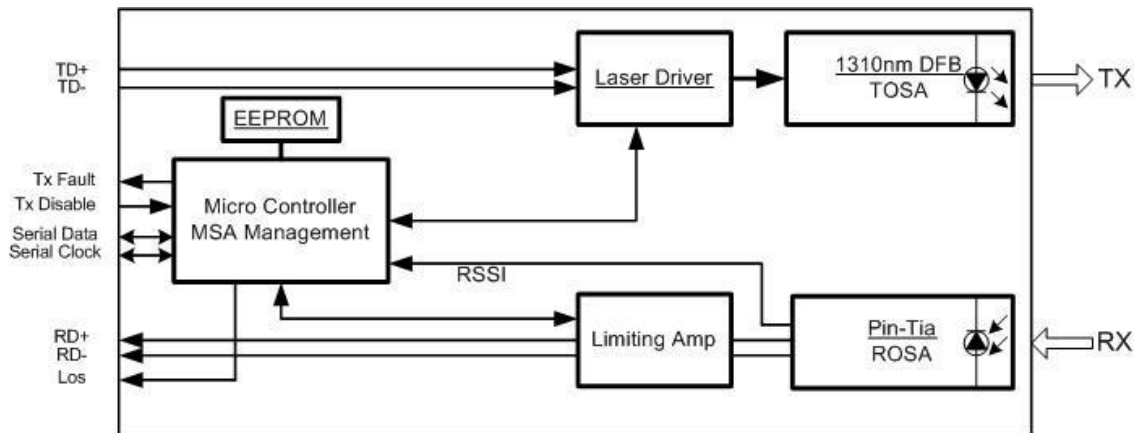 TD+
TD-
Laser Driver
1310nm DFB
TOSA
TX
EEPROM
Tx Fault
Tx Disable
Serial Data
Serial Clock
Micro Controller
MSA Management
RSSI
RD+
RD-
Los
Limiting Amp
Pin-Tia
ROSA
RX